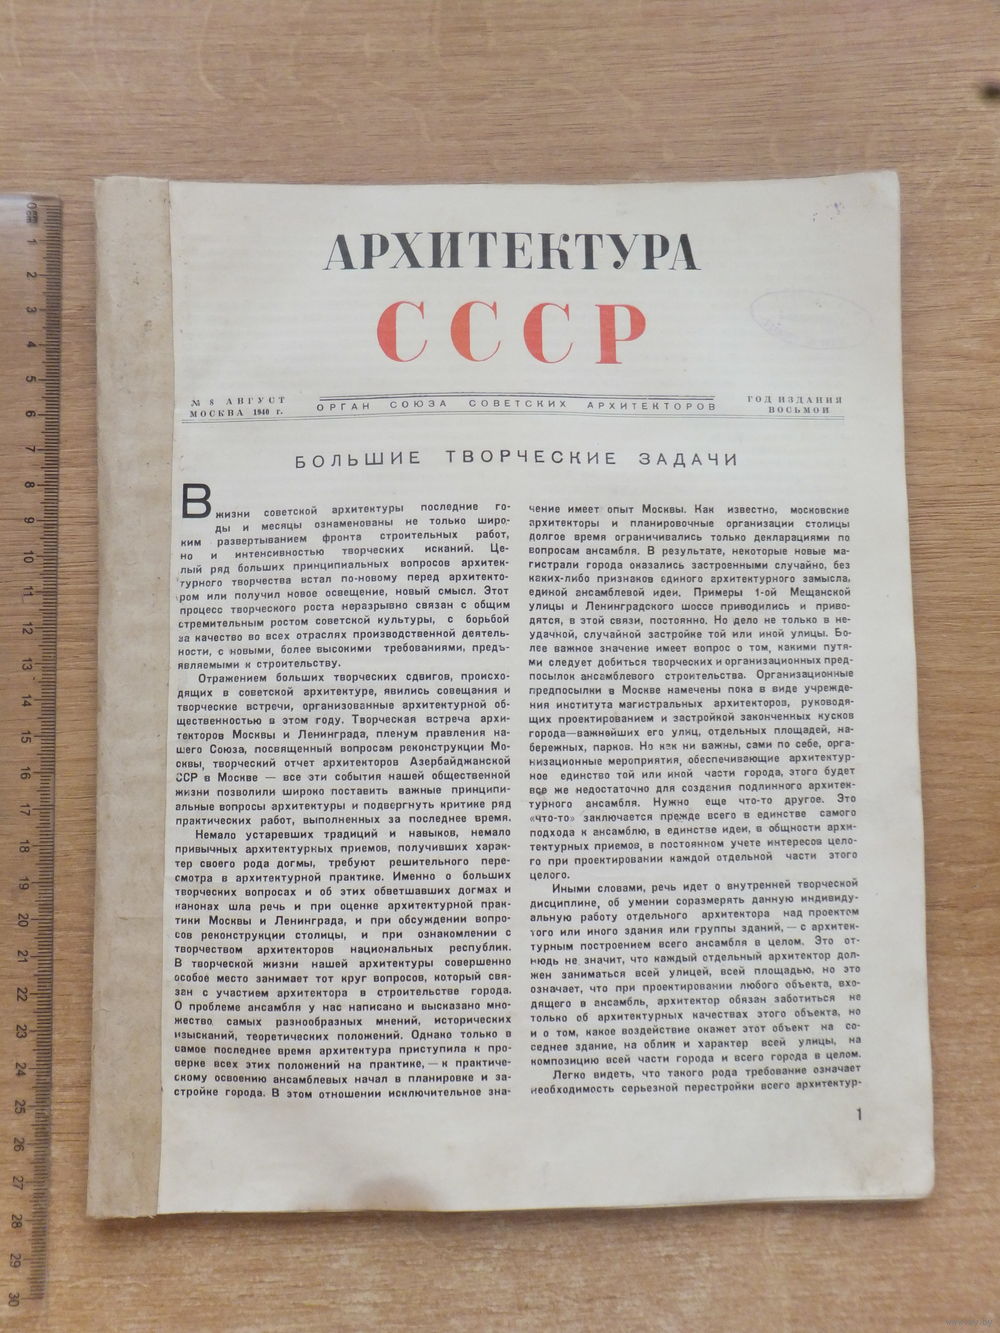 АРХИТЕКТУРА
СССР
№ 8 АВГУСТ
МОСКВА 1940 г.
ОРГАН СОЮЗА СОВЕТСКИХ АРХИТЕКТОРОВ
ГОД ИЗДАНИЯ
ВОСЬМОЙ
БОЛЬШИЕ ТВОРЧЕСКИЕ ЗАДАЧИ
В жизни советской архитектуры последние го-
ды и месяцы ознаменованы не только широ-
ким развертыванием фронта строительных работ,
но и интенсивностью творческих исканий. Це-
лый ряд больших принципиальных вопросов архитек-
турного творчества встал по-новому перед архитекто-
ром или получил новое освещение, новый смысл. Этот
процесс творческого роста неразрывно связан с общим
стремительным ростом советской культуры, с борьбой
за качество во всех отраслях производственной деятель-
ности, с новыми, более высокими требованиями, предъ-
являемыми к строительству.
Отражением больших творческих сдвигов, происхо-
дящих в советской архитектуре, явились совещания и
творческие встречи, организованные архитектурной об-
щественностью в этом году. Творческая встреча архи-
текторов Москвы и Ленинграда, пленум правления на-
шего Союза, посвященный вопросам реконструкции Мо-
сквы, творческий отчет архитекторов Азербайджанской
ССР в Москве — все эти события нашей общественной
жизни позволили широко поставить важные принципи-
альные вопросы архитектуры и подвергнуть критике ряд
практических работ, выполненных за последнее время.
Немало устаревших традиций и навыков, немало
привычных архитектурных приемов, получивших харак-
тер своего рода догмы, требуют решительного пере-
смотра в архитектурной практике. Именно о больших
творческих вопросах и об этих обветшавших догмах и
канонах шла речь и при оценке архитектурной прак-
тики Москвы и Ленинграда, и при обсуждении вопро-
сов реконструкции столицы, и при ознакомлении с
творчеством архитекторов национальных республик.
В творческой жизни нашей архитектуры совершенно
особое место занимает тот круг вопросов, который свя-
зан с участием архитектора в строительстве города.
О проблеме ансамбля у нас написано и высказано мно-
жество самых разнообразных мнений, исторических
изысканий, теоретических положений. Однако только в
самое последнее время архитектура приступила к про-
верке всех этих положений на практике, — к практиче-
скому освоению ансамблевых начал в планировке и за-
стройке города. В этом отношении исключительное зна-
чение имеет опыт Москвы. Как известно, московские
архитекторы и планировочные организации столицы
долгое время ограничивались только декларациями по
вопросам ансамбля. В результате, некоторые новые ма-
гистрали города оказались застроенными случайно, без
каких-либо признаков единого архитектурного замысла,
единой ансамблевой идеи. Примеры 1-ой Мещанской
улицы и Ленинградского шоссе приводились и приво-
дятся, в этой связи, постоянно. Но дело не только в не-
удачной, случайной застройке той или иной улицы. Бо-
лее важное значение имеет вопрос о том, какими путя-
ми следует добиться творческих и организационных пред-
посылок ансамблевого строительства. Организационные
предпосылки в Москве намечены пока в виде учрежде-
ния института магистральных архитекторов, руководя-
щих проектированием и застройкой законченных кусков
города—важнейших его улиц, отдельных площадей, на-
бережных, парков. Но как ни важны, сами по себе, орга-
низационные мероприятия, обеспечивающие архитектур-
ное единство той или иной части города, этого будет
все же недостаточно для создания подлинного архитек-
турного ансамбля. Нужно еще что-то другое. Это
«что-то» заключается прежде всего в единстве самого
подхода к ансамблю, в единстве идеи, в общности архи-
тектурных приемов, в постоянном учете интересов цело-
го при проектировании каждой отдельной части этого
целого.
Иными словами, речь идет о внутренней творческой
дисциплине, об умении соразмерять данную индивиду-
альную работу отдельного архитектора над проектом
того или иного здания или группы зданий, — с архитек-
турным построением всего ансамбля в целом. Это от-
нюдь не значит, что каждый отдельный архитектор дол-
жен заниматься всей улицей, всей площадью, но это
означает, что при проектировании любого объекта, вхо-
дящего в ансамбль, архитектор обязан заботиться не
только об архитектурных качествах этого объекта, но
и о том, какое воздействие окажет этот объект на со-
седнее здание, на облик и характер всей улицы, на
композицию всей части города и всего города в целом.
Легко видеть, что такого рода требование означает
необходимость серьезной перестройки всего архитектур-
1